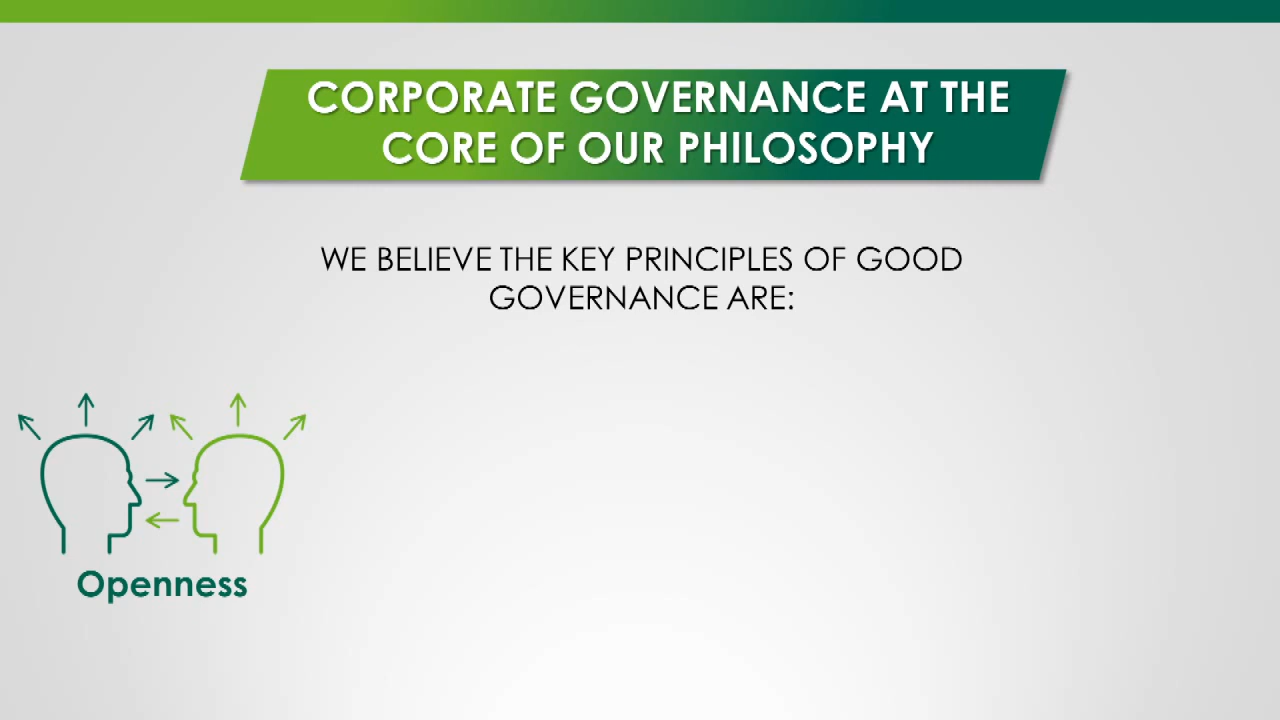 CORPORATE GOVERNANCE AT THE
CORE OF OUR PHILOSOPHY
WE BELIEVE THE KEY PRINCIPLES OF GOOD
GOVERNANCE ARE:
Openness